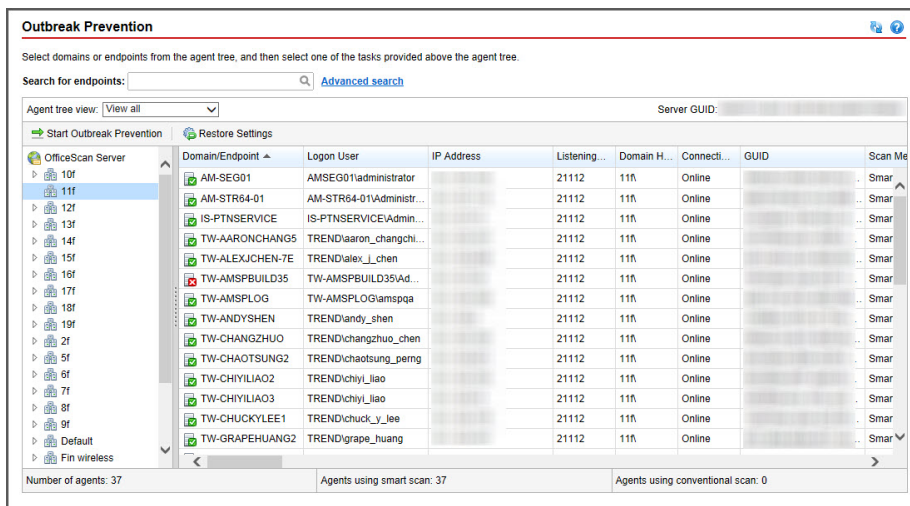 Outbreak Prevention
Select domains or endpoints from the agent tree, and then select one of the tasks provided above the agent tree.
Search for endpoints: Advanced search
Agent tree view: View all Server GUID:
Start Outbreak Prevention Restore Settings
OfficeScan Server
10f
11f
12f
13f
14f
15f
16f
17f
18f
19f
2f
5f
6f
7f
8f
9f
Default
Fin wireless
Domain/Endpoint Logon User IP Address Listening... Domain H... Connecti... GUID Scan Me
AM-SEG01 AMSEG01\administrator 21112 11f\ Online Smar
AM-STR64-01 AM-STR64-01\Administr... 21112 11f\ Online Smar
IS-PTNSERVICE IS-PTNSERVICE\Admin... 21112 11f\ Online Smar
TW-AARONCHANG5 TREND\aaron_changchi... 21112 11f\ Online Smar
TW-ALEXJCHEN-7E TREND\alex_j_chen 21112 11f\ Online Smar
TW-AMSPBUILD35 TW-AMSPBUILD35\Ad... 21112 11f\ Online Smar
TW-AMSPLOG TW-AMSPLOG\amspqa 21112 11f\ Online Smar
TW-ANDYSHEN TREND\andy_shen 21112 11f\ Online Smar
TW-CHANGZHUO TREND\changzhuo_chen 21112 11f\ Online Smar
TW-CHAOTSUNG2 TREND\chaotsung_perng 21112 11f\ Online Smar
TW-CHIYILIAO2 TREND\chiyi_liao 21112 11f\ Online Smar
TW-CHIYILIAO3 TREND\chiyi_liao 21112 11f\ Online Smar
TW-CHUCKYLEE1 TREND\chuck_y_lee 21112 11f\ Online Smar
TW-GRAPEHUANG2 TREND\grape_huang 21112 11f\ Online Smar
Number of agents: 37 Agents using smart scan: 37 Agents using conventional scan: 0